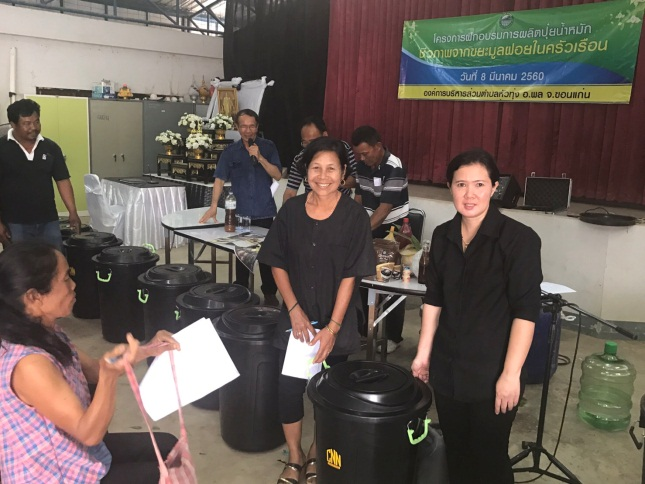 โครงการฝึกอบรมการผลิตปุ๋ยน้ำหมัก
ชีวภาพจากขยะมูลฝอยในครัวเรือน
วันที่ 8 มีนาคม 2560
องค์การบริหารส่วนตำบลหัวทุ่ง อ.พล จ.ขอนแก่น
CNN